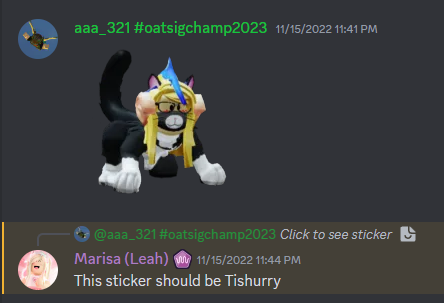 aaa_321 #oatsigchamp2023 11/15/2022 11:41 PM
@aaa_321 #oatsigchamp2023 Click to see sticker
Marisa (Leah) 11/15/2022 11:44 PM
This sticker should be Tishurry